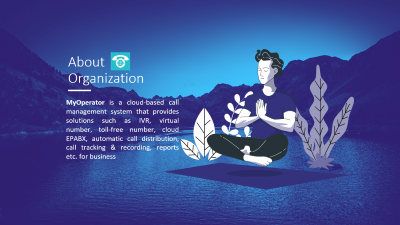 About
Organization
MyOperator is a cloud-based call
management system that provides
solutions such as IVR, virtual
number, toll-free number, cloud
EPABX, automatic call distribution,
call tracking & recording, reports
etc. for business